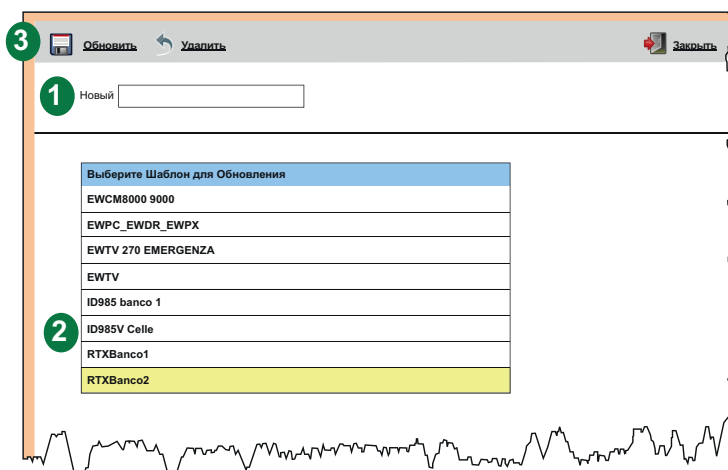 3 Обновить Удалить Закрыть
1 Новый
Выберите Шаблон для Обновления
EWCM8000 9000
EWPC_EWDR_EWPX
EWTV 270 EMERGENZA
EWTV
ID985 banco 1
2 ID985V Celle
RTXBanco1
RTXBanco2